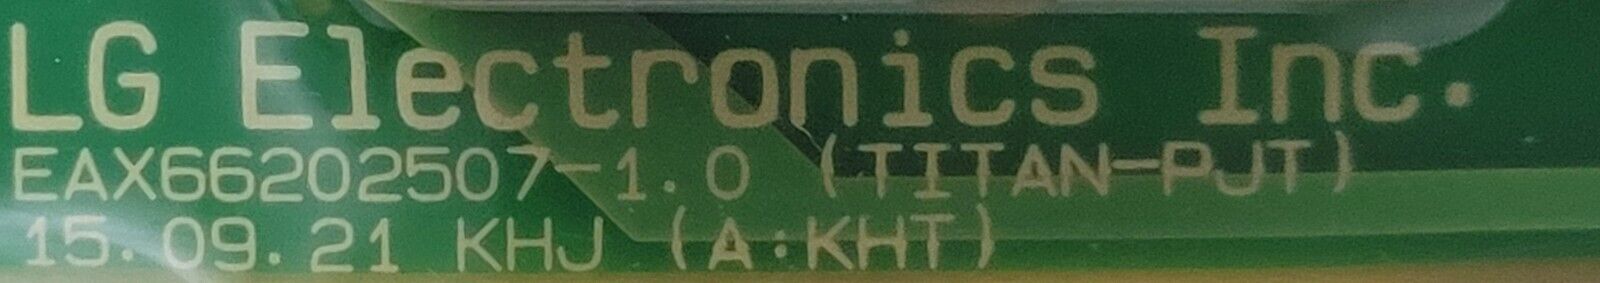 LG Electronics Inc.
EAX66202507-1.0 (TITAN-PJT)
15.09.21 KHJ (A:KHT)